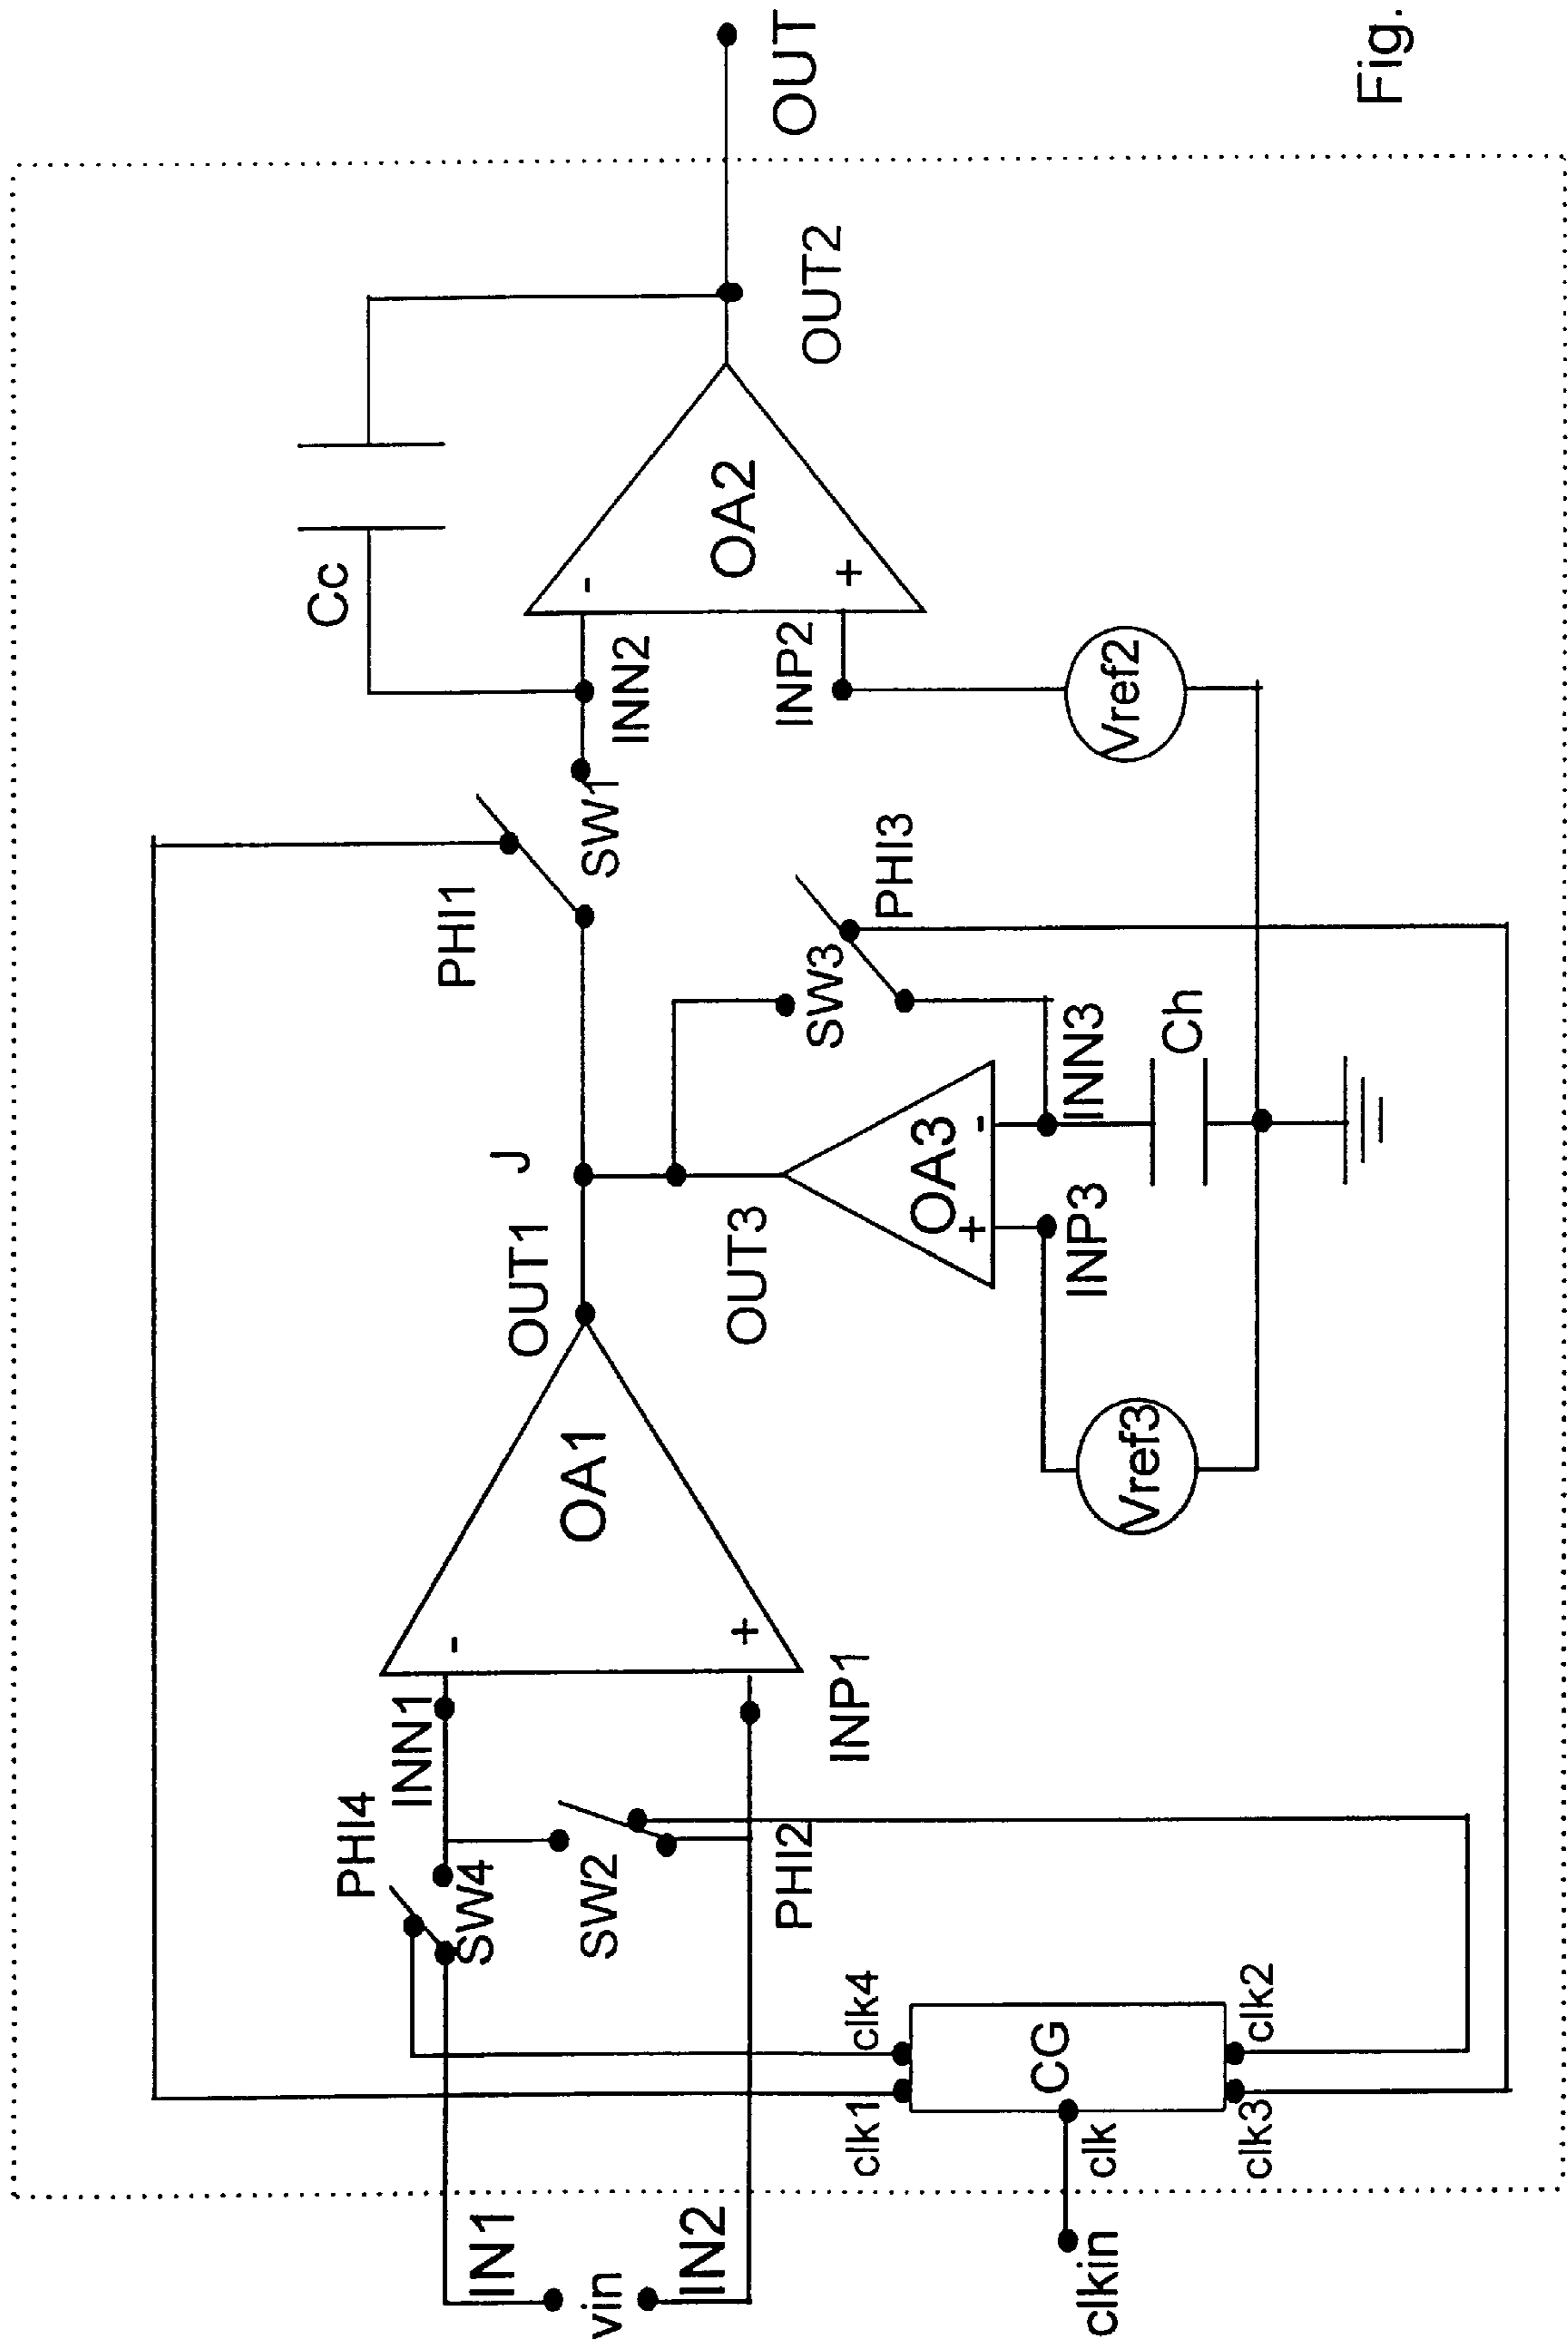 Cc
PHI1
SW1
INN2
OA2
-
+
OUT2
OUT
INP2
Vref2
J
OUT1
OUT3
SW3
PHI3
OA3
+
-
INN3
INP3
Ch
Vref3
OA1
-
+
INN1
INP1
PHI4
SW4
SW2
PHI2
IN1
vin
IN2
clk1
clk4
CG
clk
clk3
clk2
clkin
Fig.